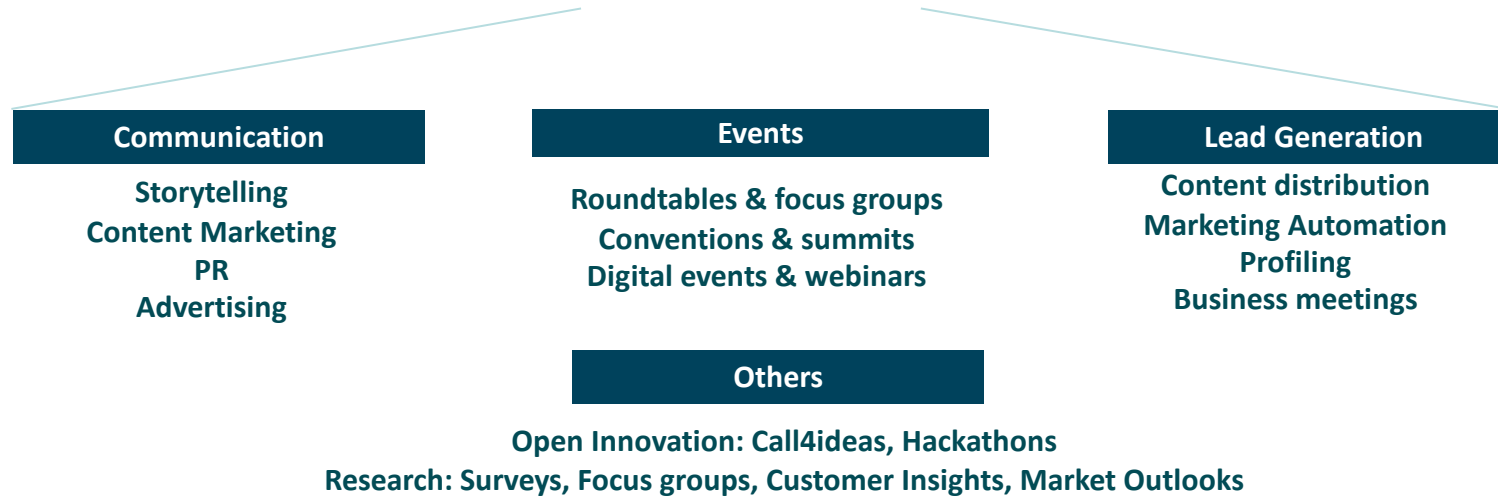 Communication
Storytelling
Content Marketing
PR
Advertising
Events
Roundtables & focus groups
Conventions & summits
Digital events & webinars
Lead Generation
Content distribution
Marketing Automation
Profiling
Business meetings
Others
Open Innovation: Call4ideas, Hackathons
Research: Surveys, Focus groups, Customer Insights, Market Outlooks